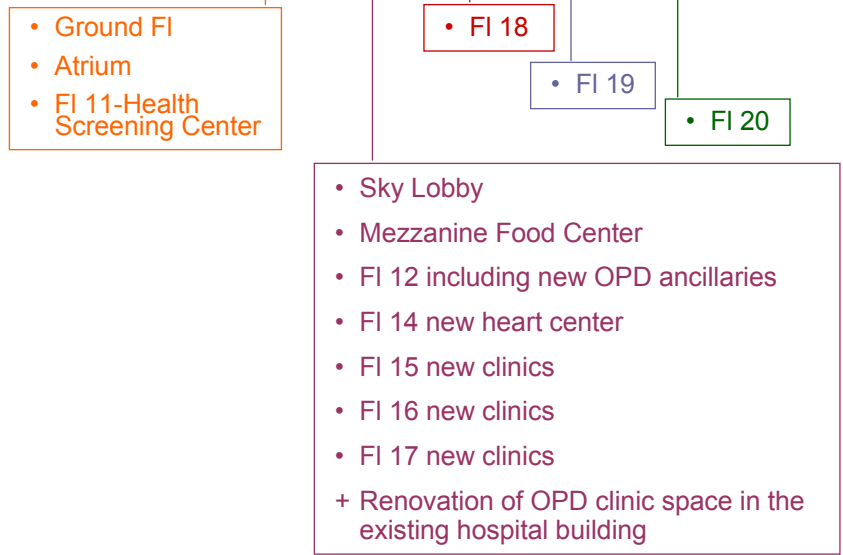 • Ground Fl
• Atrium
• Fl 11-Health
Screening Center
• Fl 18
• Fl 19
• Fl 20
• Sky Lobby
• Mezzanine Food Center
• Fl 12 including new OPD ancillaries
• Fl 14 new heart center
• Fl 15 new clinics
• Fl 16 new clinics
• Fl 17 new clinics
+ Renovation of OPD clinic space in the
existing hospital building